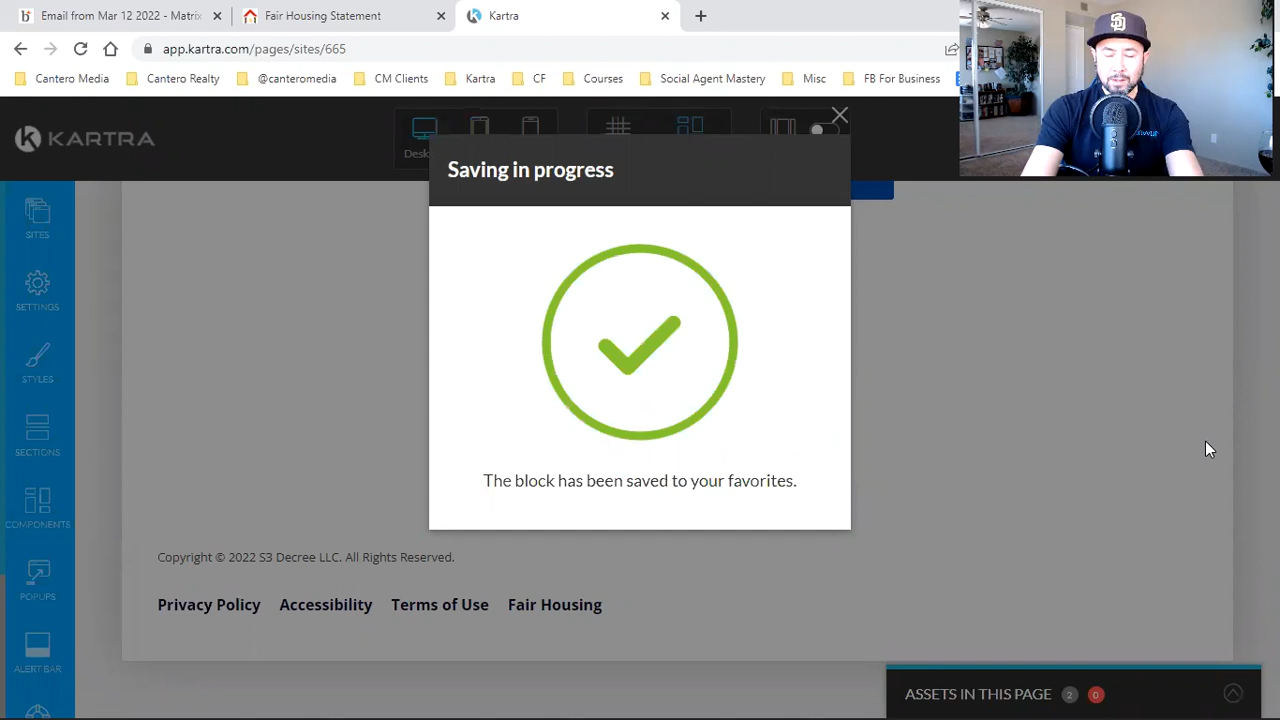 Email from Mar 12 2022 - Matrix
Fair Housing Statement
Kartra
app.kartra.com/pages/sites/665
Cantero Media
Cantero Realty
@canteromedia
CM Clien
Kartra
CF
Courses
Social Agent Mastery
Misc
FB For Business
KARTRA
Desk
Saving in progress
SITES
SETTINGS
STYLES
SECTIONS
COMPONENTS
POPUPS
ALERT BAR
The block has been saved to your favorites.
Copyright © 2022 S3 Decree LLC. All Rights Reserved.
Privacy Policy Accessibility Terms of Use Fair Housing
ASSETS IN THIS PAGE 2 0